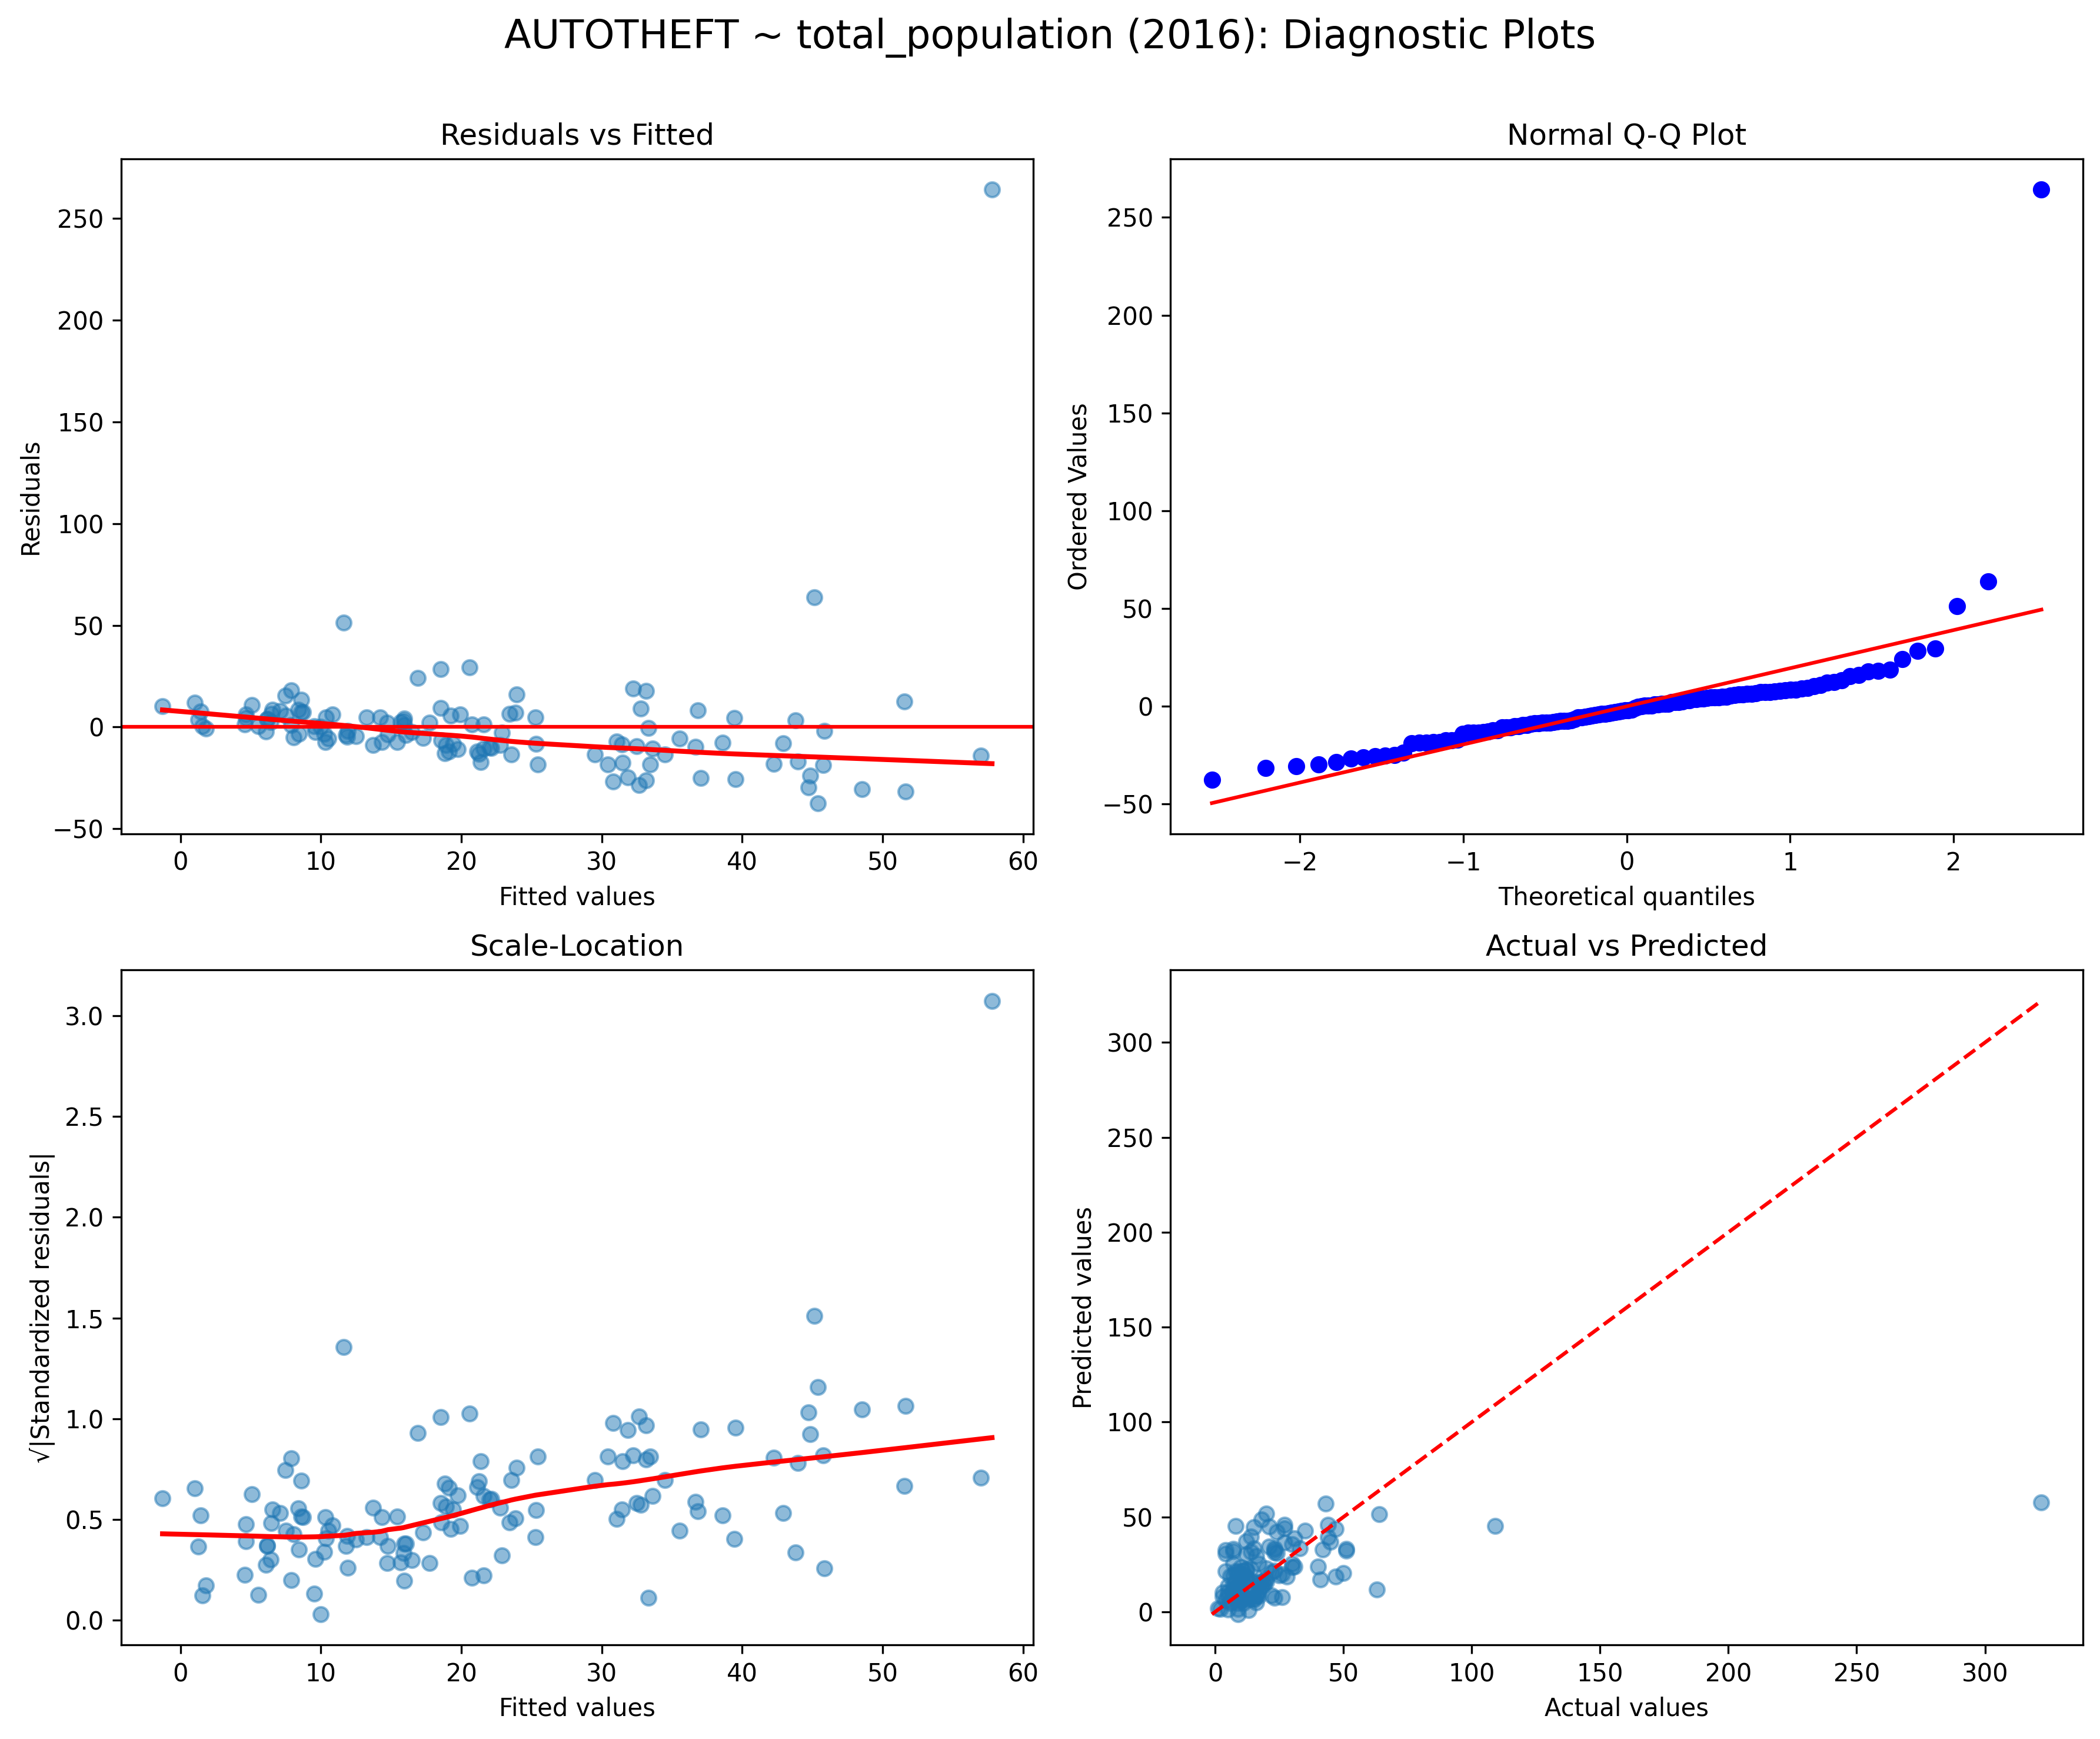 AUTOTHEFT ~ total_population (2016): Diagnostic Plots
Residuals vs Fitted
250
200
150
100
50
0
−50
Residuals
0 10 20 30 40 50 60
Fitted values
Normal Q-Q Plot
250
200
150
100
50
0
−50
Ordered Values
−2 −1 0 1 2
Theoretical quantiles
Scale-Location
3.0
2.5
2.0
1.5
1.0
0.5
0.0
√|Standardized residuals|
0 10 20 30 40 50 60
Fitted values
Actual vs Predicted
300
250
200
150
100
50
0
Predicted values
0 50 100 150 200 250 300
Actual values